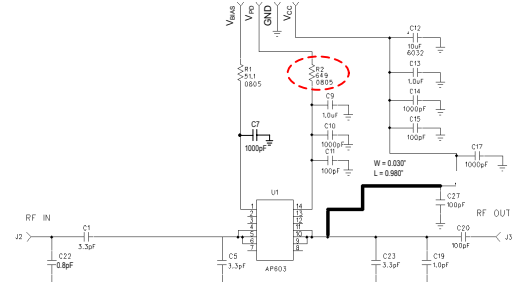 VBIAS
VPD
GND
VCC
R1
51.1
0805
R2
649
0805
C12
10uF
6032
C13
1.0uF
C14
1000pF
C15
100pF
C9
1.0uF
C7
1000pF
C10
1000pF
C11
100pF
C17
1000pF
W = 0.030"
L = 0.980"
U1
1 14
2 13
3 12
4 11
5 10
6 9
7 8
AP603
C27
100pF
RF IN
RF OUT
J2
C1
3.3pF
C20
100pF
J3
C22
0.8pF
C5
3.3pF
C23
3.3pF
C19
1.0pF